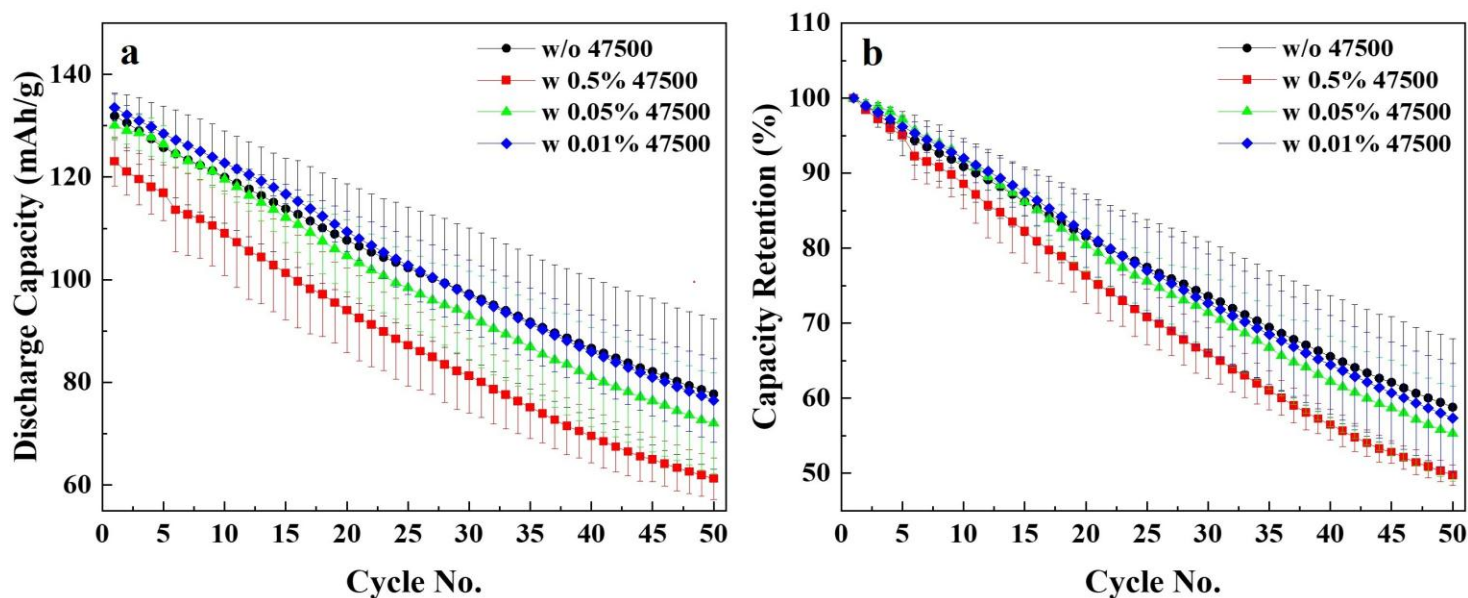 a
w/o 47500
w 0.5% 47500
w 0.05% 47500
w 0.01% 47500
Discharge Capacity (mAh/g)
140
120
100
80
60
0 5 10 15 20 25 30 35 40 45 50
Cycle No.
b
w/o 47500
w 0.5% 47500
w 0.05% 47500
w 0.01% 47500
Capacity Retention (%)
110
100
90
80
70
60
50
0 5 10 15 20 25 30 35 40 45 50
Cycle No.